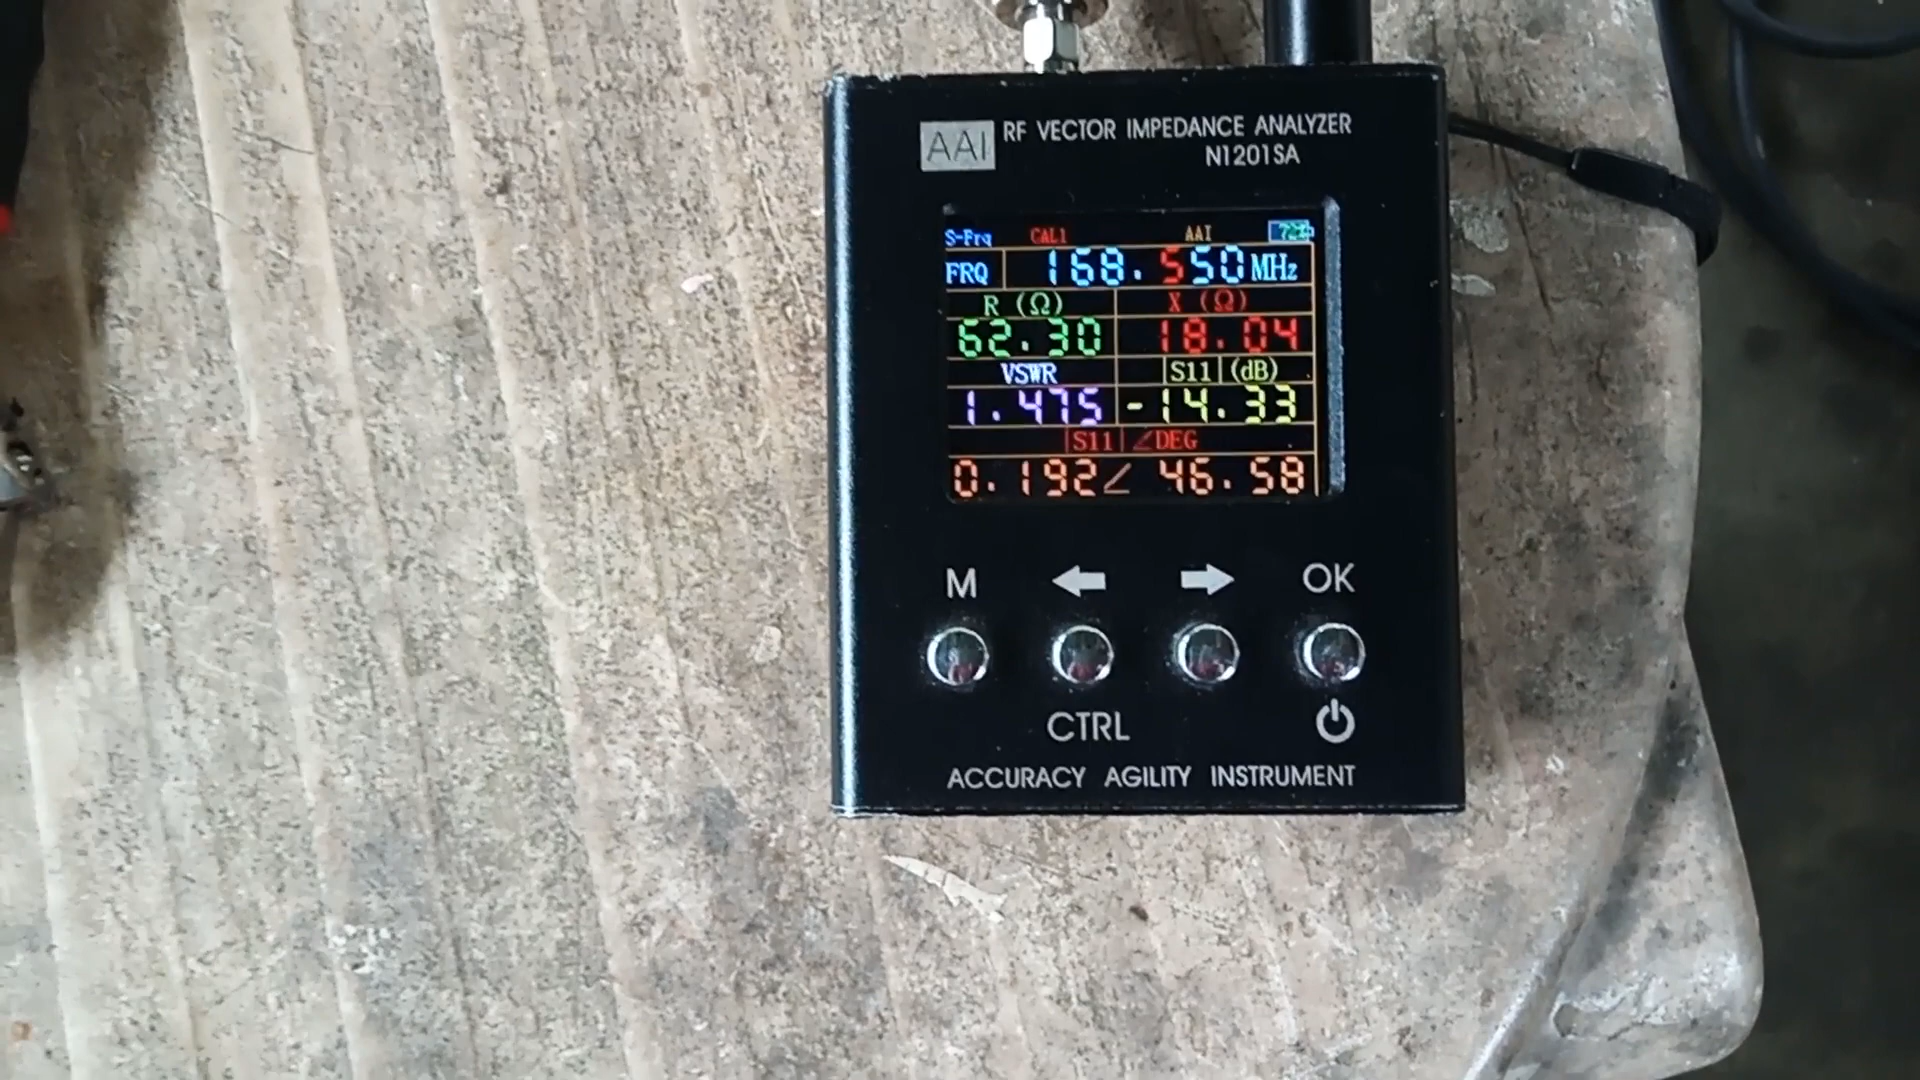 AAI RF VECTOR IMPEDANCE ANALYZER
N1201SA
S-Frq CAL1 AAI
FRQ 168.550MHz
R (Ω) X (Ω)
62.30 18.04
VSWR |S11| (dB)
1.475 -14.33
|S11| ∠DEG
0.192∠ 46.58
M OK
CTRL
ACCURACY AGILITY INSTRUMENT